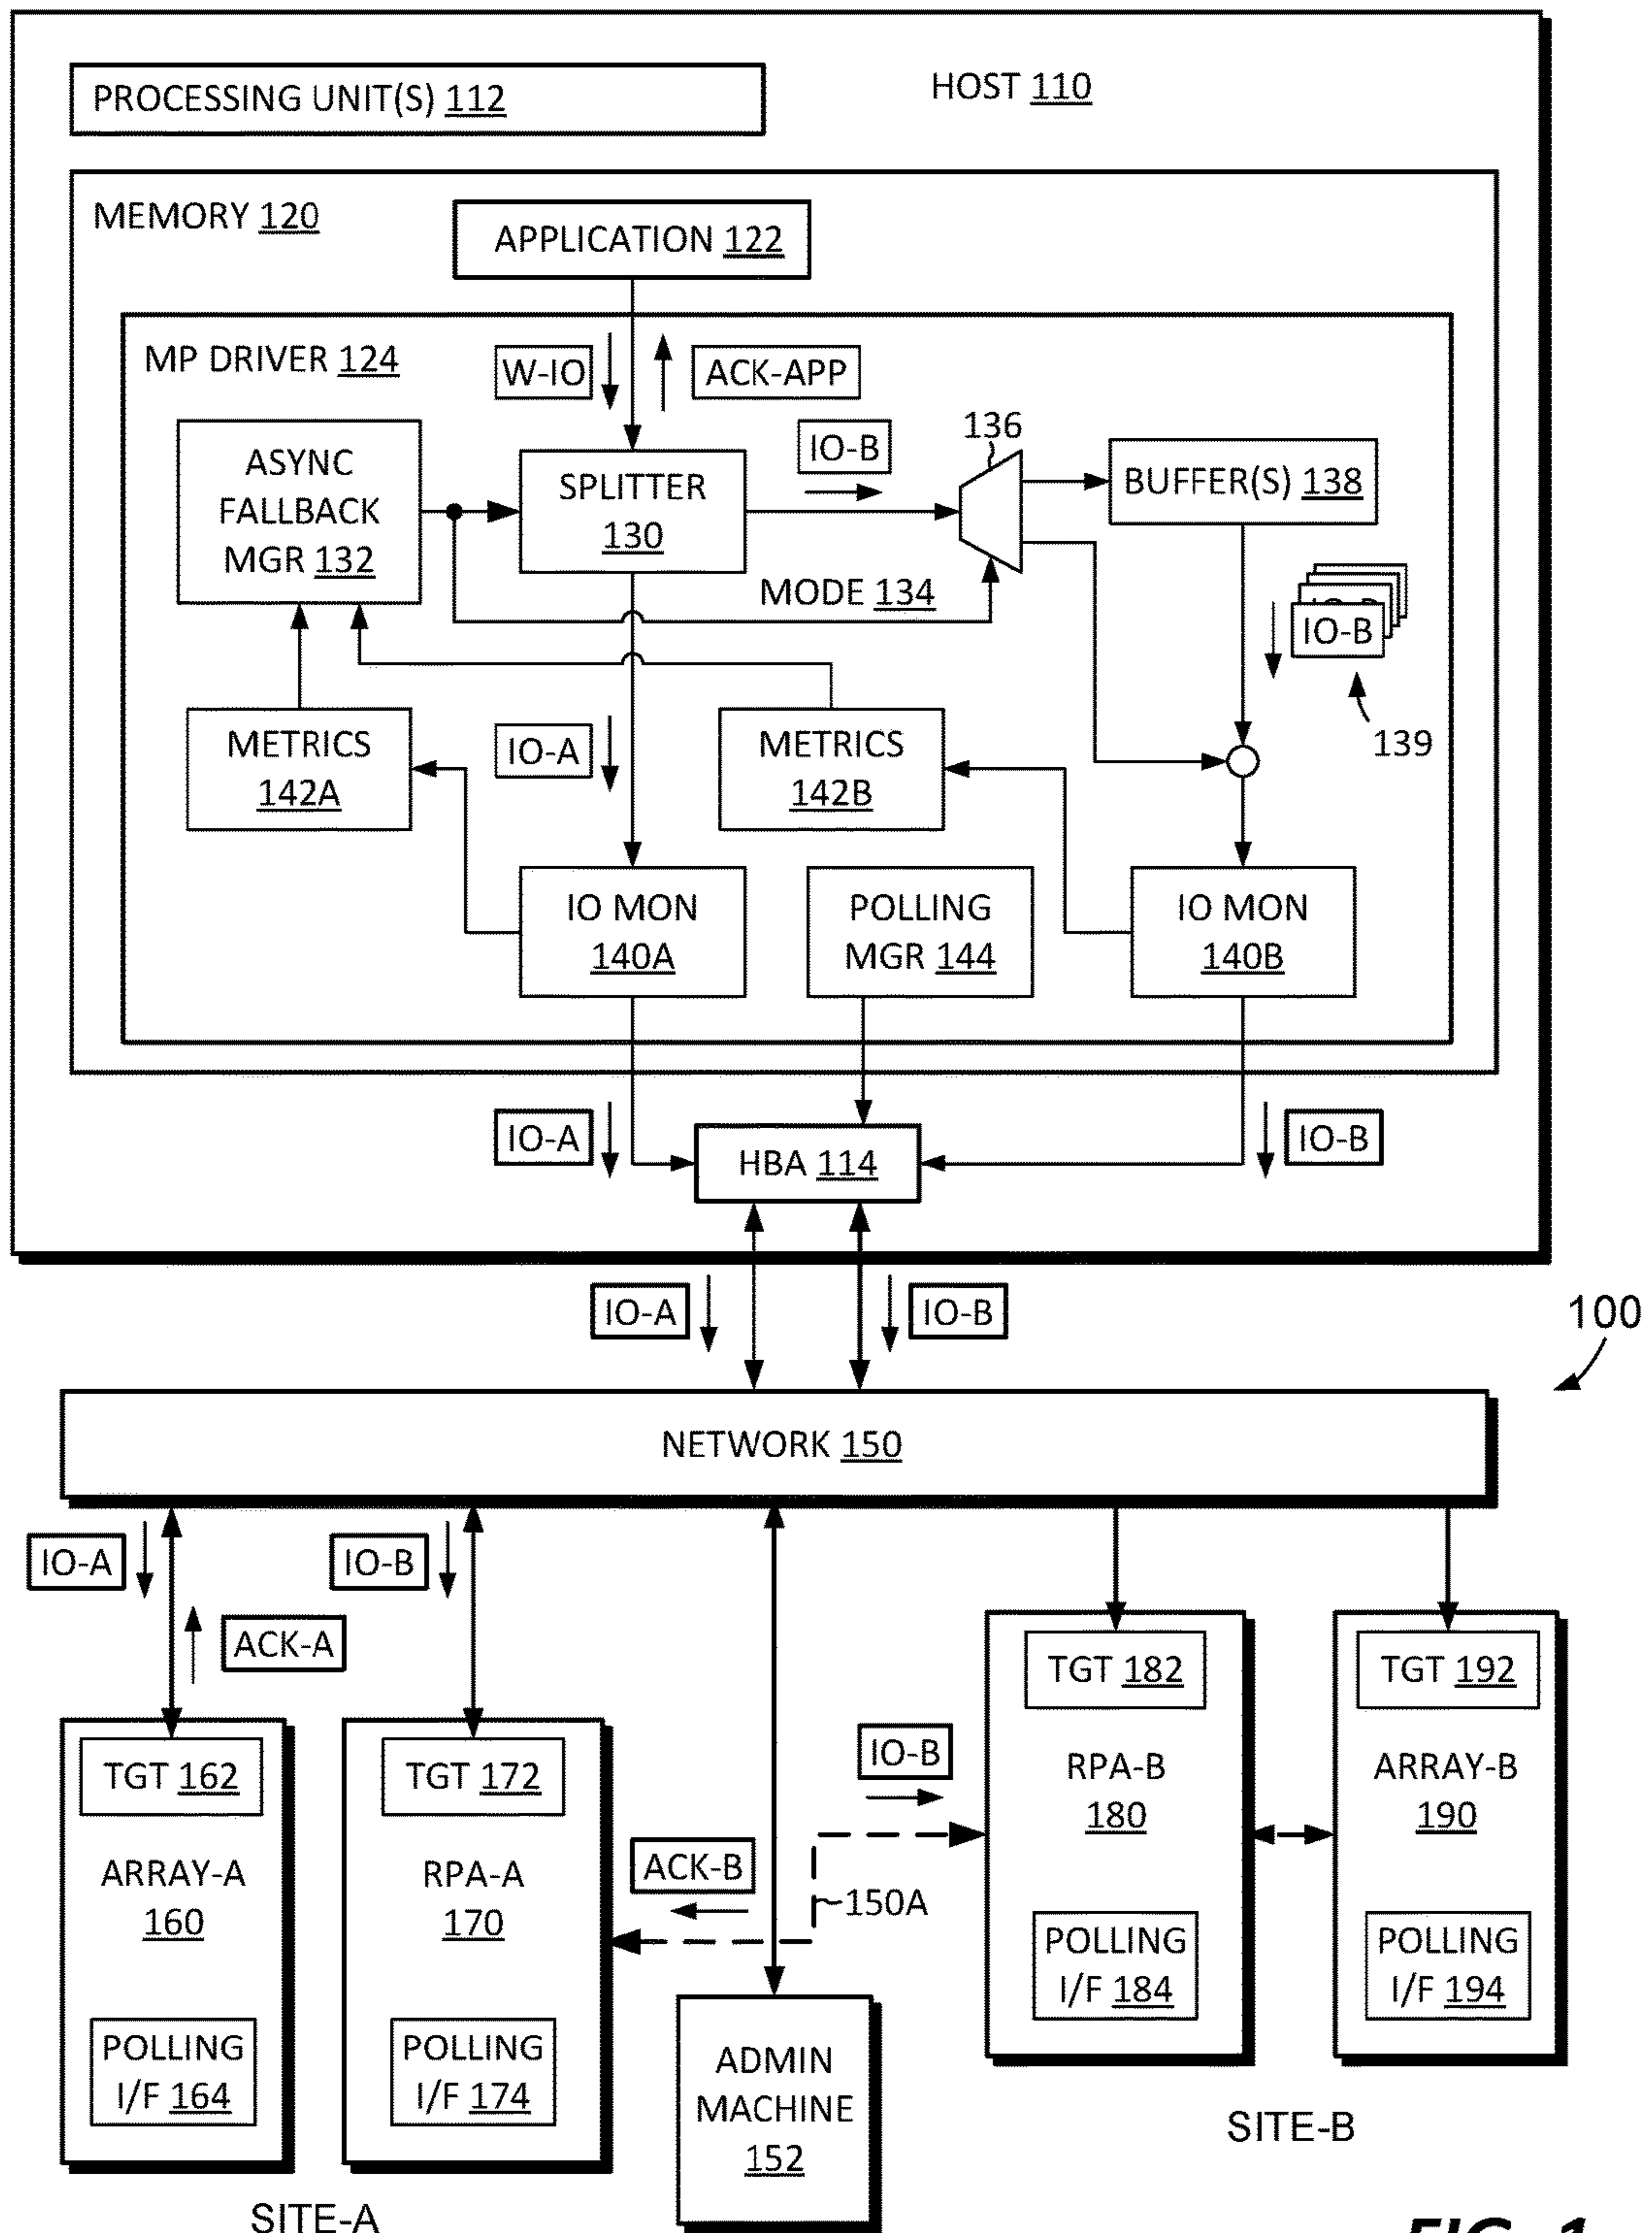 PROCESSING UNIT(S) 112
HOST 110
MEMORY 120
APPLICATION 122
MP DRIVER 124
W-IO
ACK-APP
ASYNC
FALLBACK
MGR 132
SPLITTER
130
IO-B
136
BUFFER(S) 138
MODE 134
IO-B
139
METRICS
142A
IO-A
METRICS
142B
IO MON
140A
POLLING
MGR 144
IO MON
140B
IO-A
HBA 114
IO-B
IO-A
IO-B
100
NETWORK 150
IO-A
ACK-A
IO-B
TGT 162
ARRAY-A
160
POLLING
I/F 164
TGT 172
RPA-A
170
POLLING
I/F 174
SITE-A
ACK-B
150A
IO-B
ADMIN
MACHINE
152
TGT 182
RPA-B
180
POLLING
I/F 184
TGT 192
ARRAY-B
190
POLLING
I/F 194
SITE-B
FIG. 1